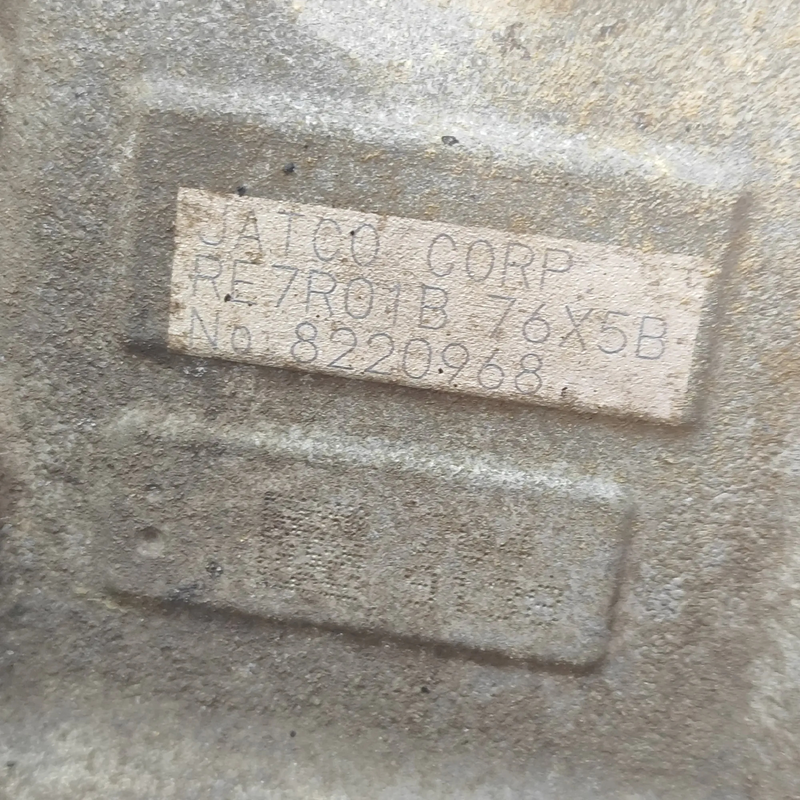 JATCO CORP
RE7R01B 76X5B
No 8220968